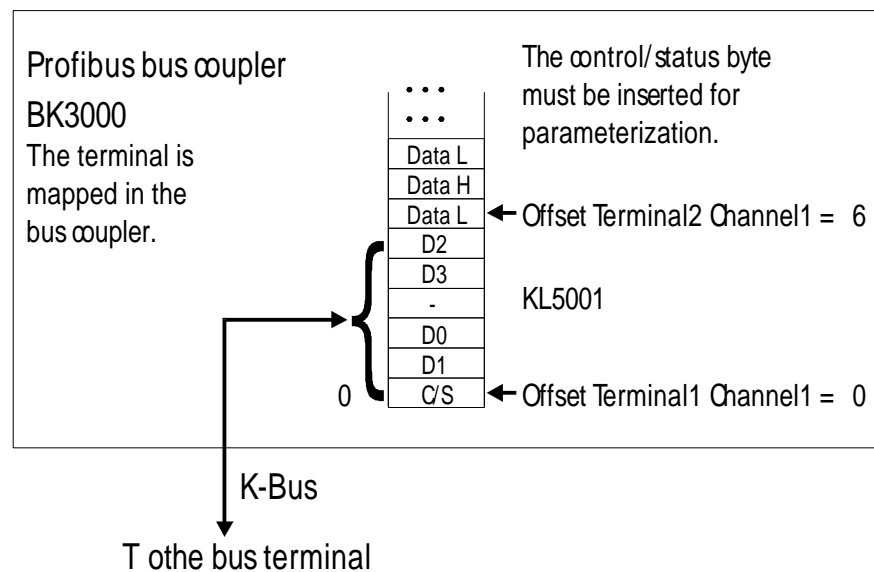 Profibus bus coupler
BK3000
The terminal is
mapped in the
bus coupler.
The control/status byte
must be inserted for
parameterization.
...
...
Data L
Data H
Data L
Offset Terminal2 Channel1 = 6
D2
D3
-
KL5001
D0
D1
0
C/S
Offset Terminal1 Channel1 = 0
K-Bus
T othe bus terminal